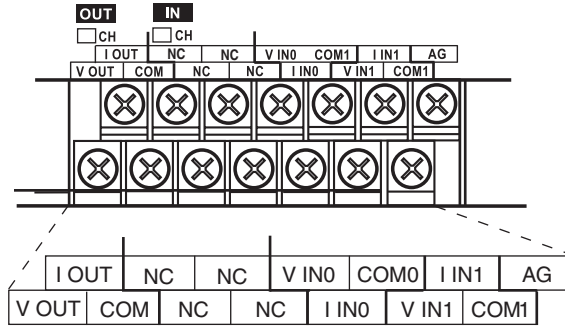 OUT IN
CH CH
I OUT NC NC V IN0 COM1 I IN1 AG
V OUT COM NC NC I IN0 V IN1 COM1
I OUT NC NC V IN0 COM0 I IN1 AG
V OUT COM NC NC I IN0 V IN1 COM1